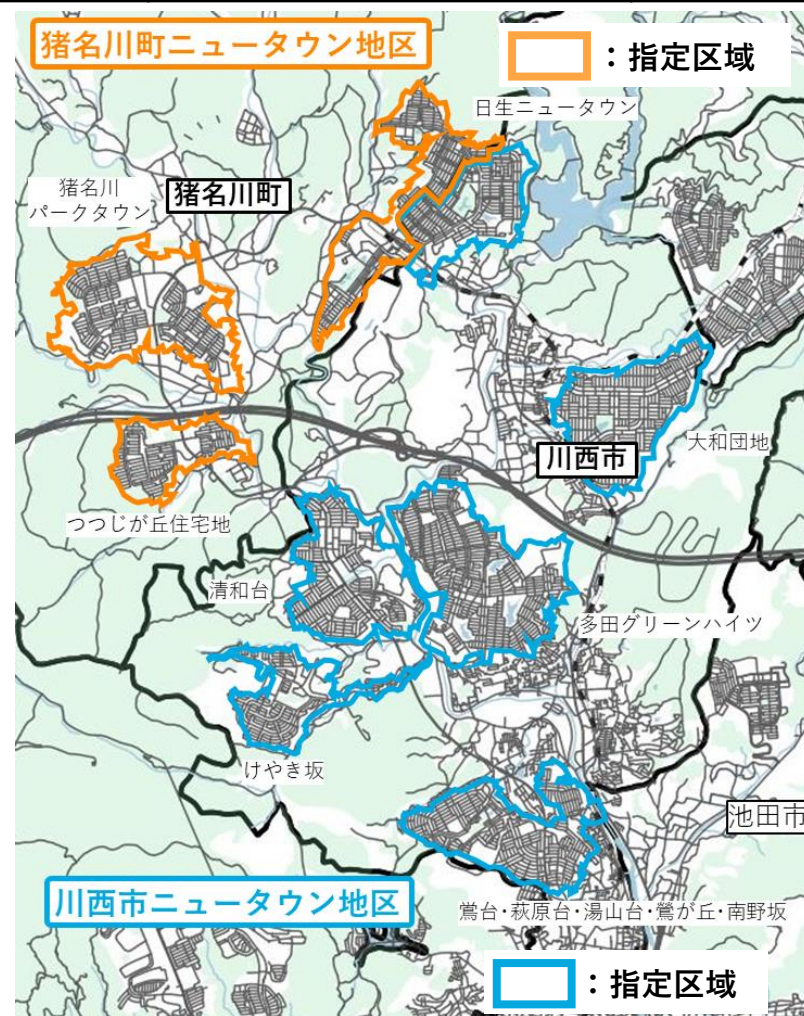 猪名川町ニュータウン地区
：指定区域
日生ニュータウン
猪名川
パークタウン
猪名川町
大和団地
川西市
つつじが丘住宅地
清和台
多田グリーンハイツ
けやき坂
池田市
川西市ニュータウン地区
鶯台・萩原台・湯山台・鶯が丘・南野坂
：指定区域